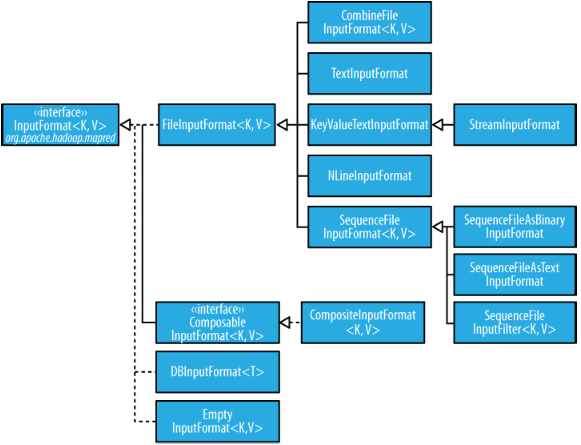 CombineFile
InputFormat<K, V>
TextInputFormat
‹‹interface››
InputFormat<K, V>
org.apache.hadoop.mapred
FileInputFormat<K, V>
KeyValueTextInputFormat
StreamInputFormat
NLineInputFormat
SequenceFile
InputFormat<K, V>
SequenceFileAsBinary
InputFormat
SequenceFileAsText
InputFormat
SequenceFile
InputFilter<K, V>
‹‹interface››
Composable
InputFormat<K, V>
CompositeInputFormat
<K, V>
DBInputFormat<T>
Empty
InputFormat<K,V>